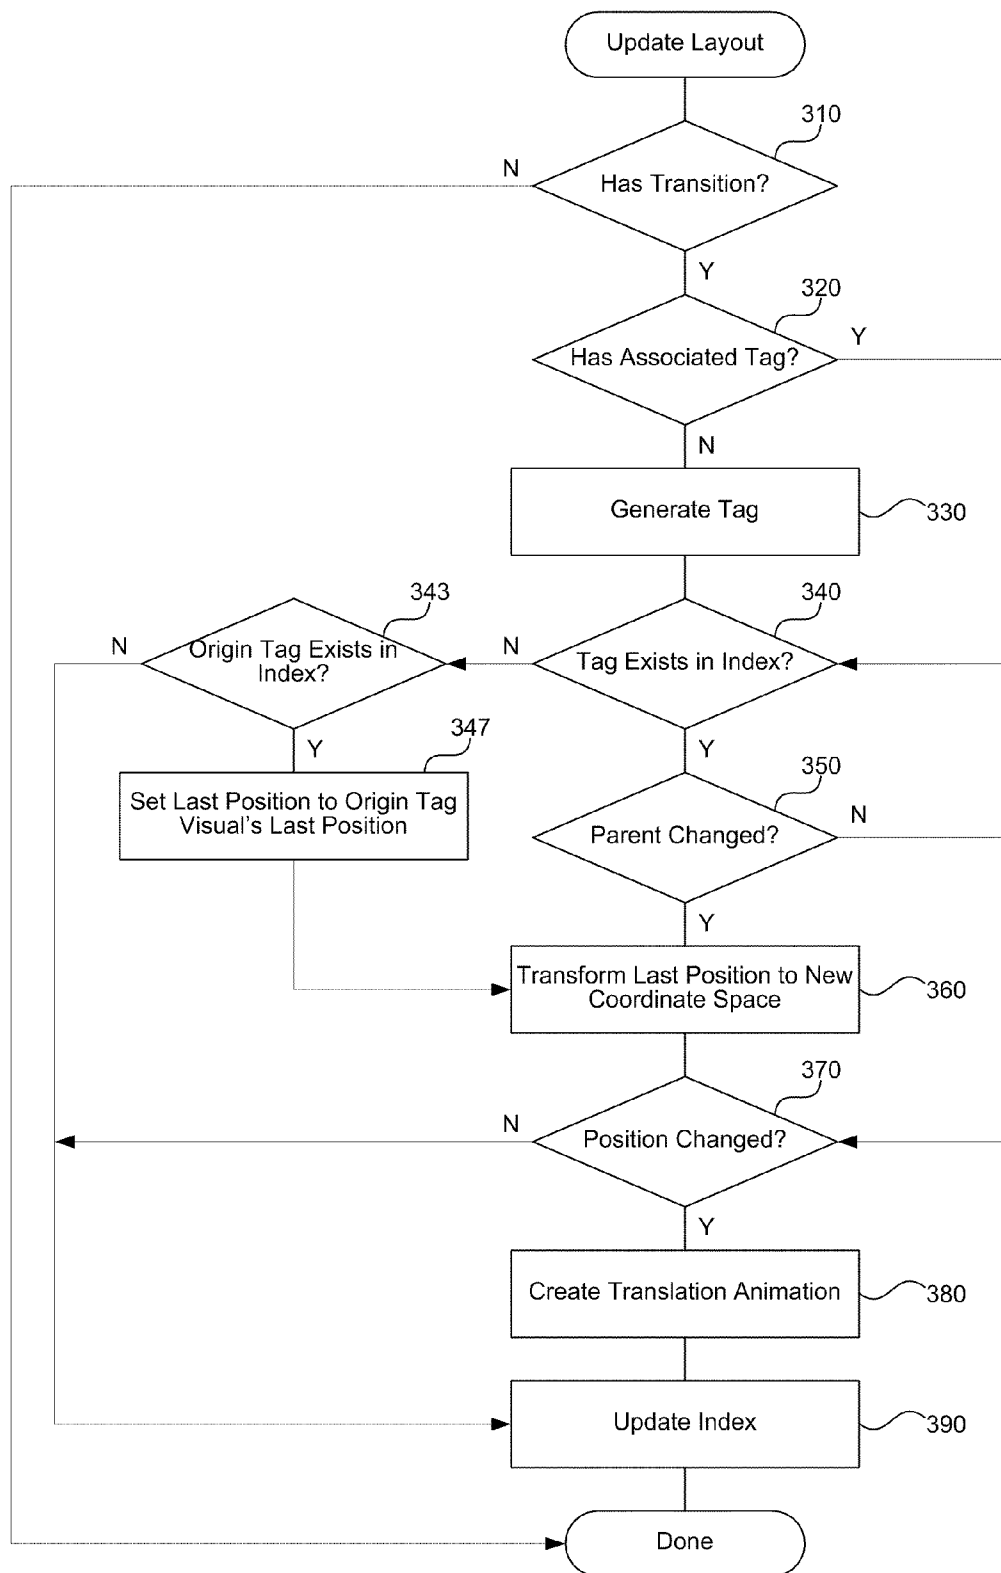 Update Layout
310
N
Has Transition?
Y
320
Has Associated Tag?
Y
N
Generate Tag
330
343
340
N
Origin Tag Exists in
Index?
N
Tag Exists in Index?
Y
347
Y
350
Set Last Position to Origin Tag
Visual's Last Position
Parent Changed?
N
Y
Transform Last Position to New
Coordinate Space
360
370
N
Position Changed?
Y
Create Translation Animation
380
Update Index
390
Done